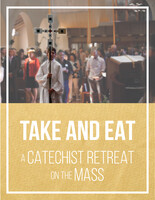 TAKE AND EAT
A CATECHIST RETREAT
ON THE MASS